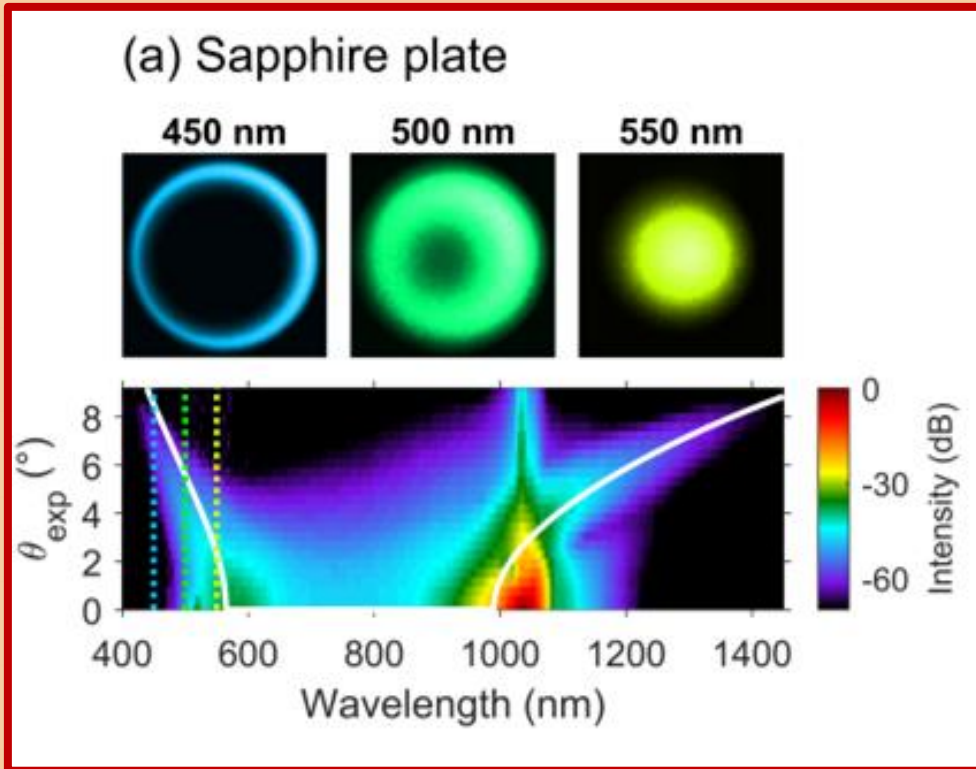 (a) Sapphire plate
450 nm 500 nm 550 nm
8
6
4
2
0
θexp (°)
400 600 800 1000 1200 1400
Wavelength (nm)
0
-30
-60
Intensity (dB)